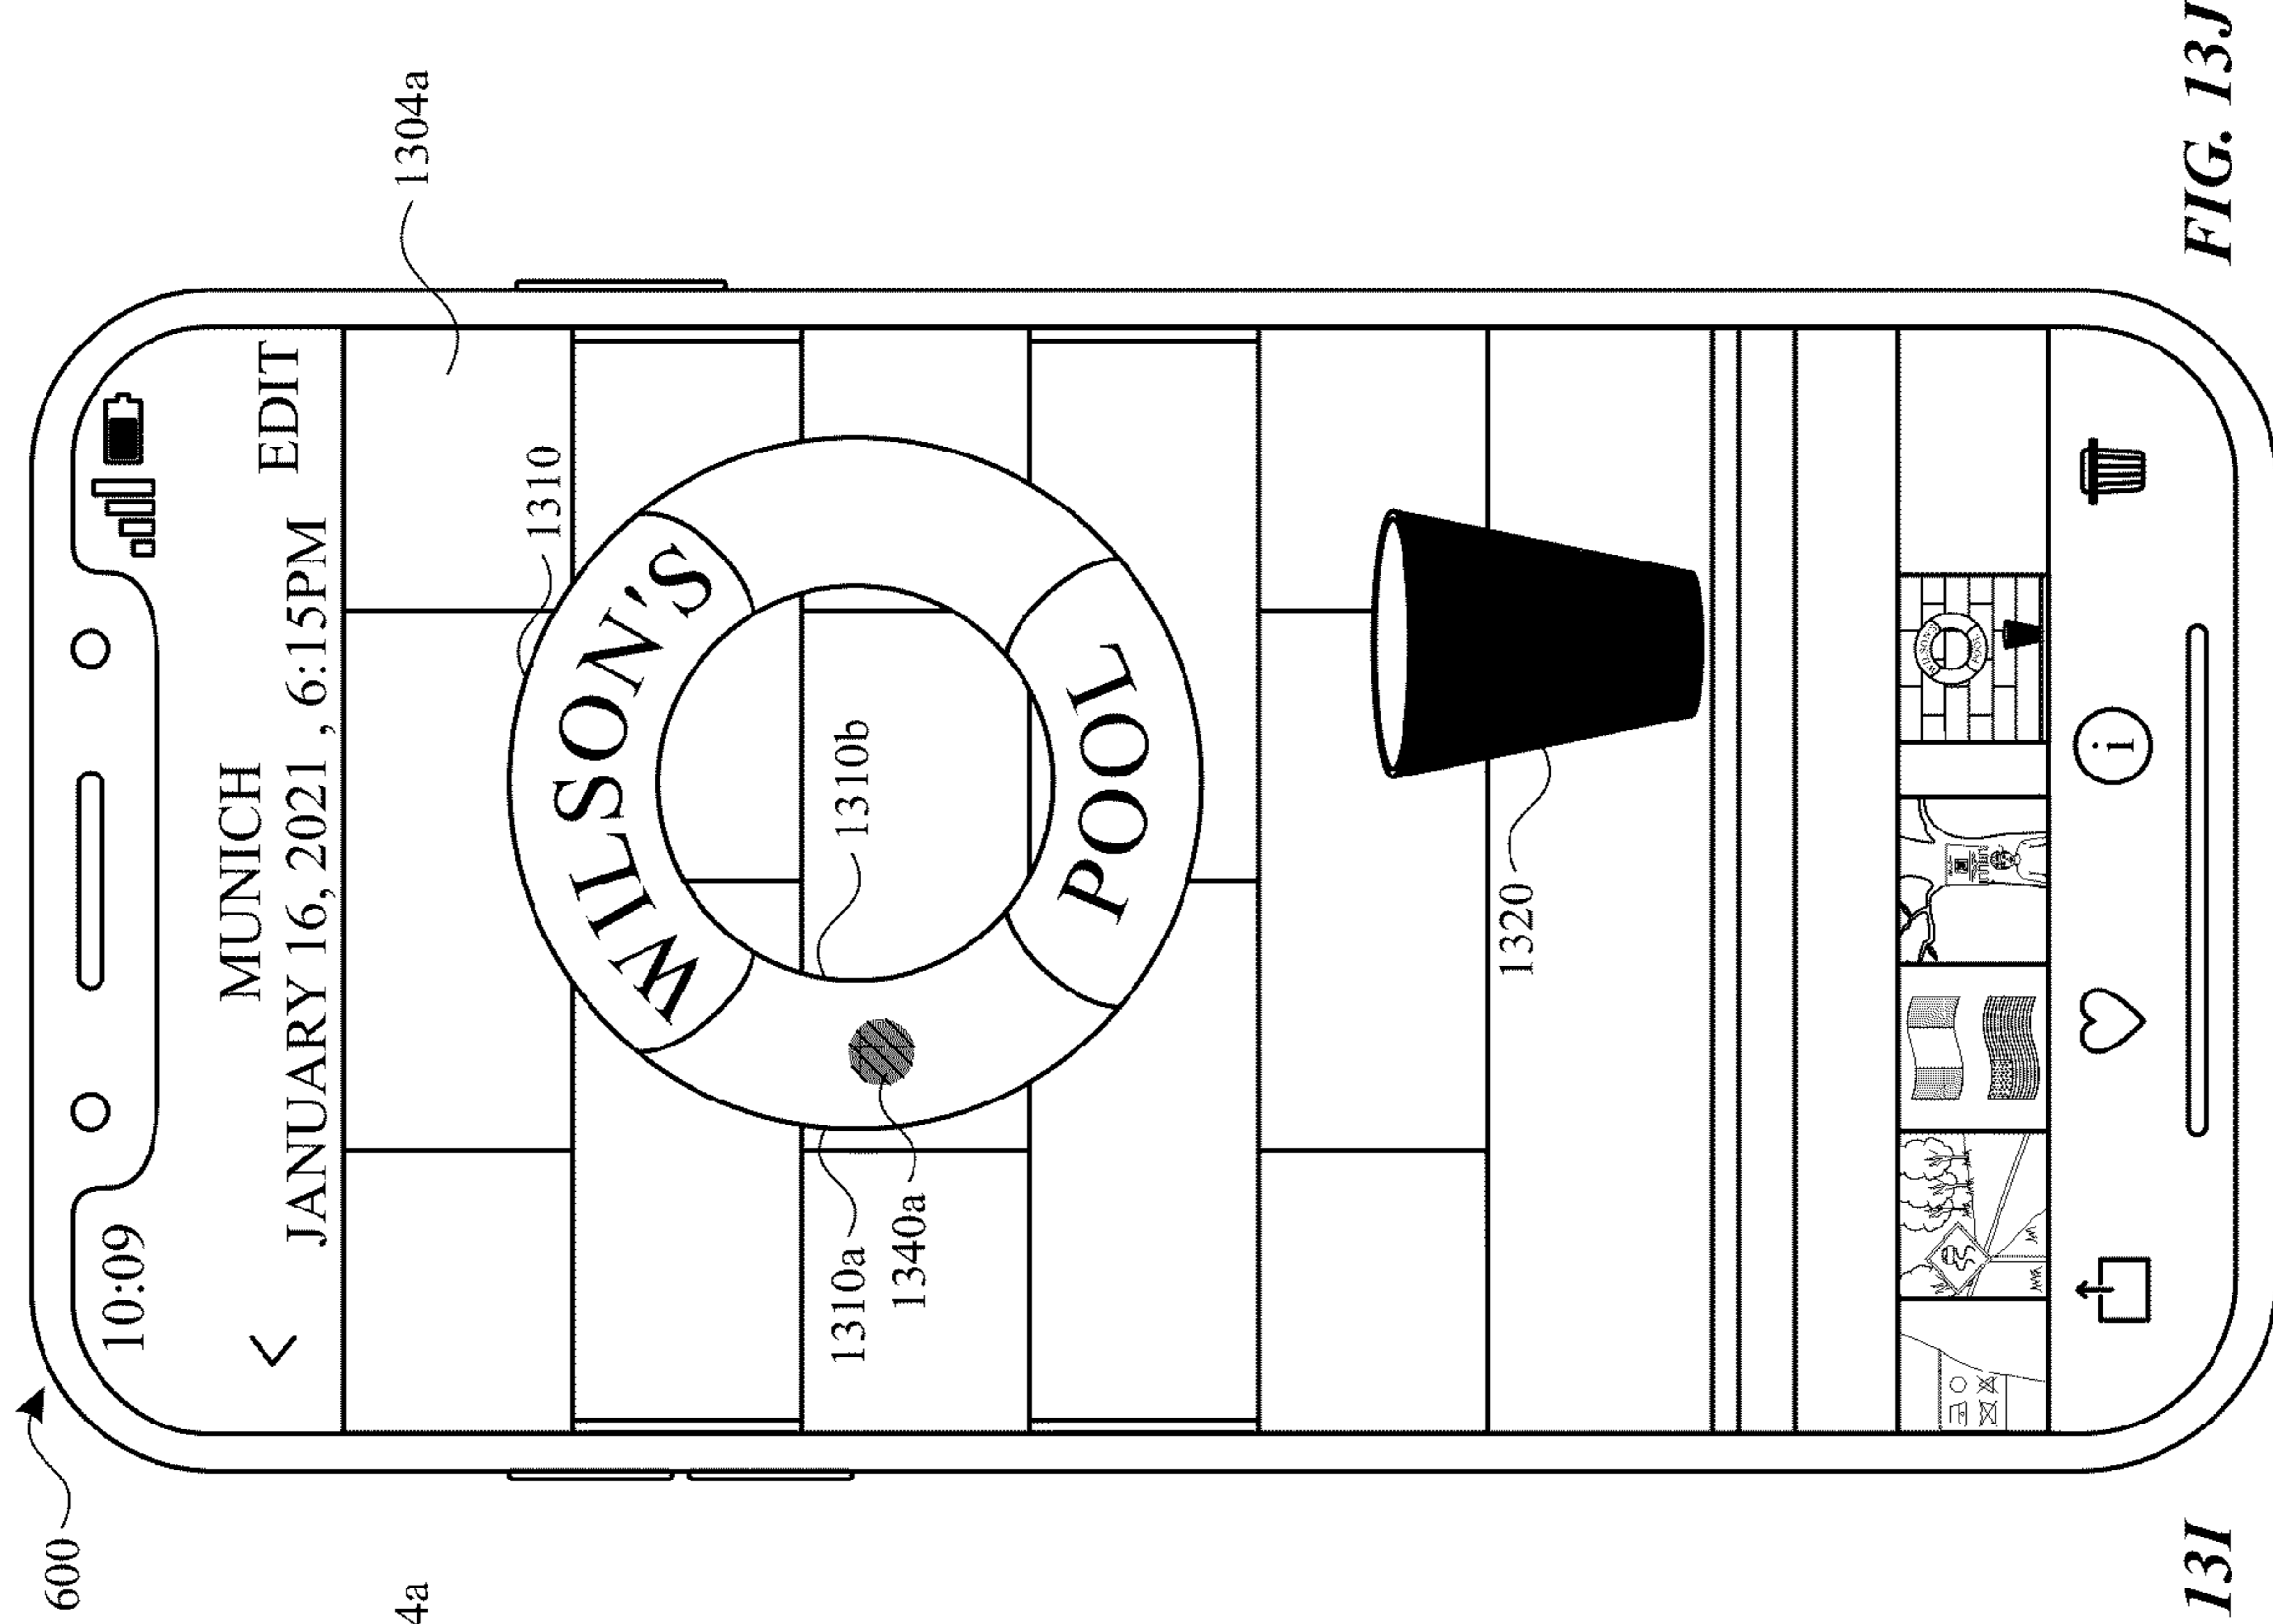 600
10:09
MUNICH
JANUARY 16, 2021 , 6:15PM
EDIT
1304a
1310
WILSON'S
POOL
1310b
1310a
1340a
1320
i
FIG. 13J
13I
4a